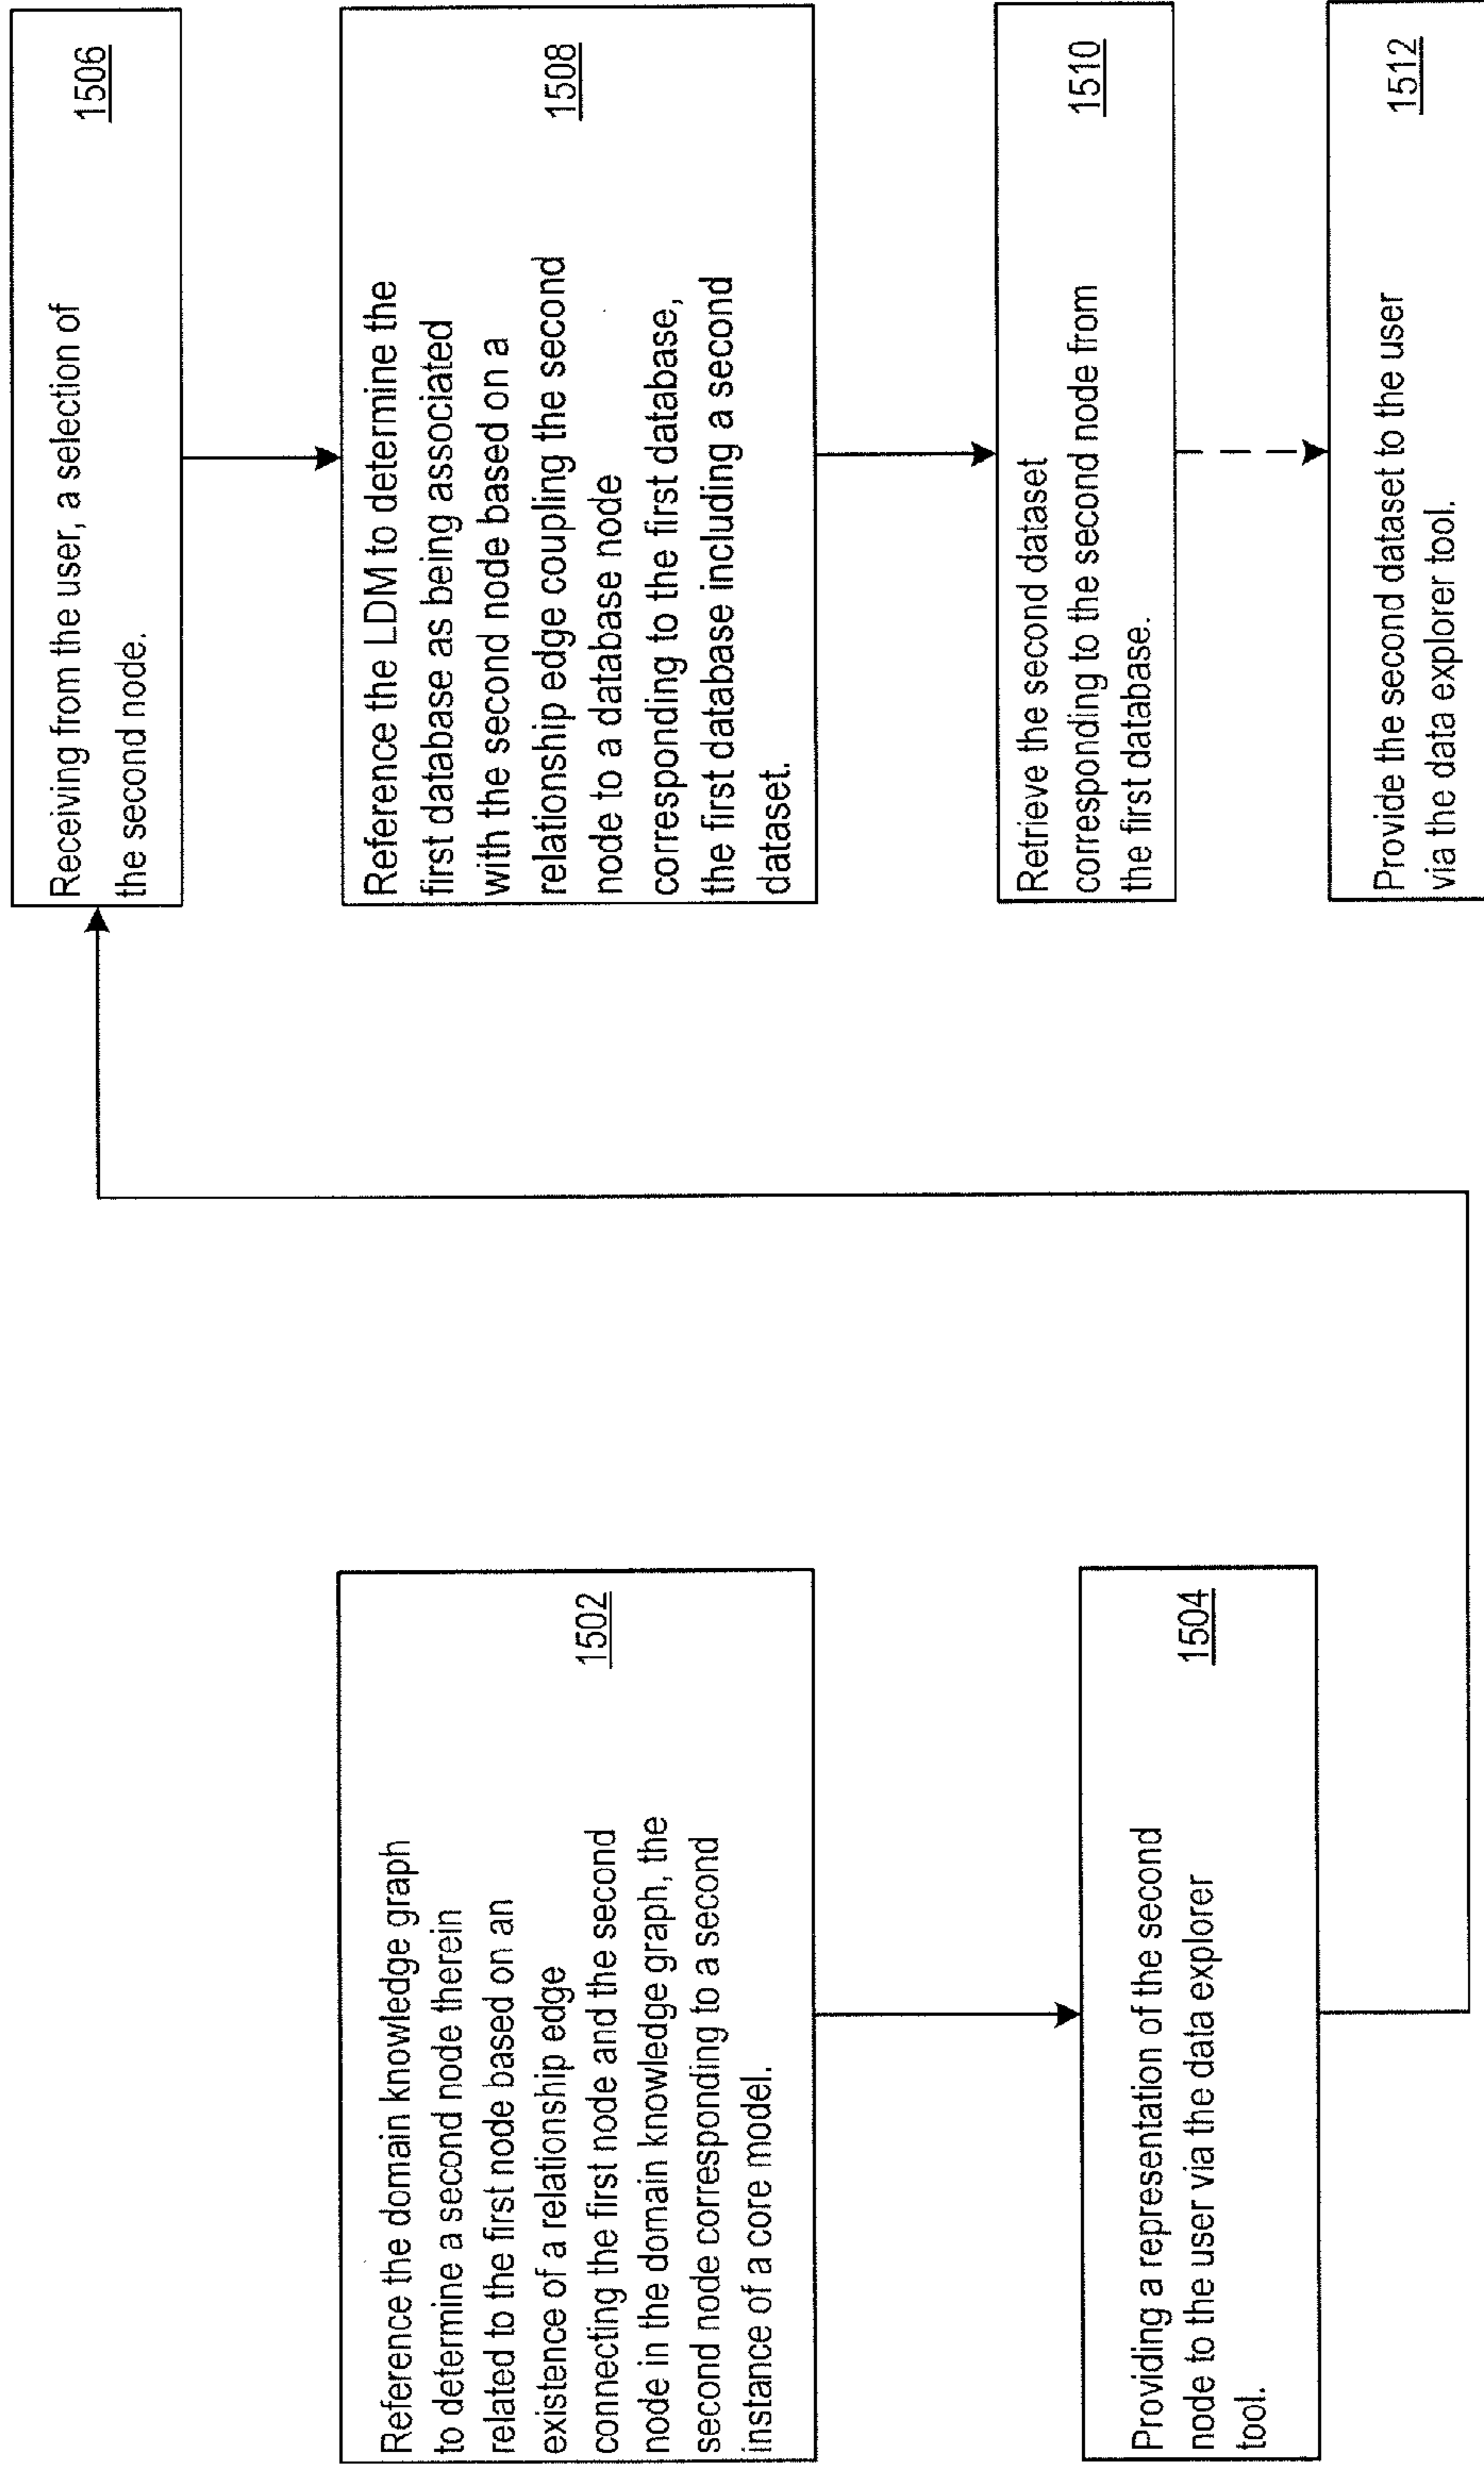 Reference the domain knowledge graph
to determine a second node therein
related to the first node based on an
existence of a relationship edge
connecting the first node and the second
node in the domain knowledge graph, the
second node corresponding to a second
instance of a core model.
1502
Providing a representation of the second
node to the user via the data explorer
tool.
1504
Receiving from the user, a selection of
the second node.
1506
Reference the LDM to determine the
first database as being associated
with the second node based on a
relationship edge coupling the second
node to a database node
corresponding to the first database,
the first database including a second
dataset.
1508
Retrieve the second dataset
corresponding to the second node from
the first database.
1510
Provide the second dataset to the user
via the data explorer tool.
1512